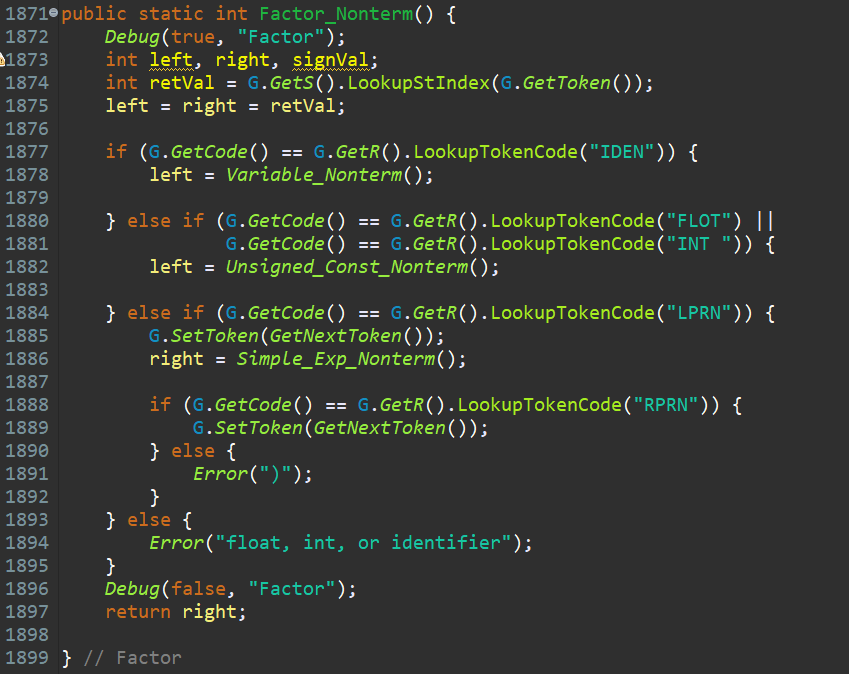 1871 public static int Factor_Nonterm() {
1872     Debug(true, "Factor");
1873     int left, right, signVal;
1874     int retVal = G.GetS().LookupStIndex(G.GetToken());
1875     left = right = retVal;
1876
1877     if (G.GetCode() == G.GetR().LookupTokenCode("IDEN")) {
1878         left = Variable_Nonterm();
1879
1880     } else if (G.GetCode() == G.GetR().LookupTokenCode("FLOT") ||
1881                G.GetCode() == G.GetR().LookupTokenCode("INT ")) {
1882         left = Unsigned_Const_Nonterm();
1883
1884     } else if (G.GetCode() == G.GetR().LookupTokenCode("LPRN")) {
1885         G.SetToken(GetNextToken());
1886         right = Simple_Exp_Nonterm();
1887
1888         if (G.GetCode() == G.GetR().LookupTokenCode("RPRN")) {
1889             G.SetToken(GetNextToken());
1890         } else {
1891             Error(")");
1892         }
1893     } else {
1894         Error("float, int, or identifier");
1895     }
1896     Debug(false, "Factor");
1897     return right;
1898
1899 } // Factor